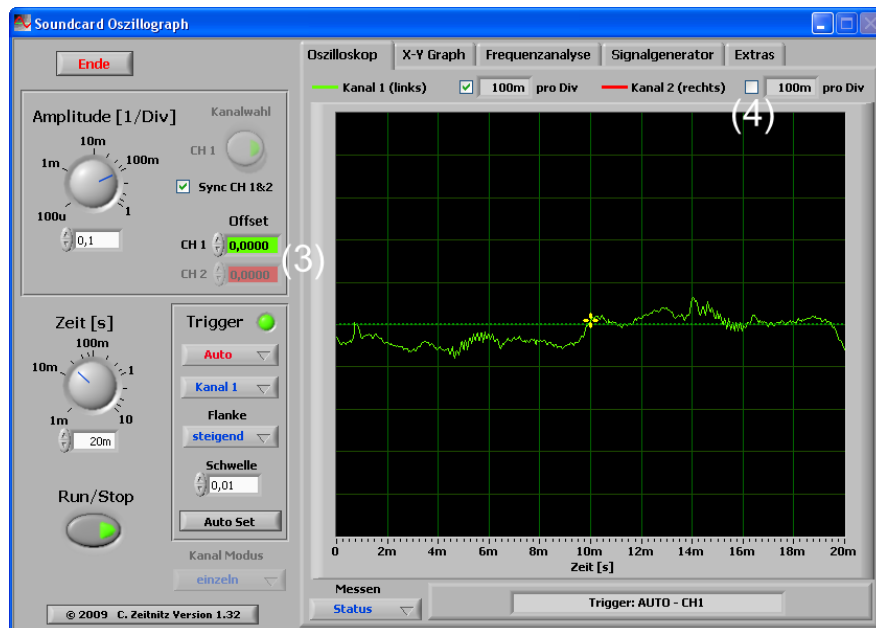 Soundcard Oszillograph
Ende
Amplitude [1/Div]
Kanalwahl
10m
1m
100m
100u
1
0,1
CH 1
Sync CH 1&2
Offset
CH 1 0,0000
CH 2 0,0000
(3)
Zeit [s]
100m
10m
1
1m
10
20m
Run/Stop
Trigger
Auto
Kanal 1
Flanke
steigend
Schwelle
0,01
Auto Set
Kanal Modus
einzeln
© 2009 C. Zeitnitz Version 1.32
Oszilloskop X-Y Graph Frequenzanalyse Signalgenerator Extras
Kanal 1 (links) 100m pro Div Kanal 2 (rechts) 100m pro Div
(4)
0 2m 4m 6m 8m 10m 12m 14m 16m 18m 20m
Zeit [s]
Messen
Status
Trigger: AUTO - CH1